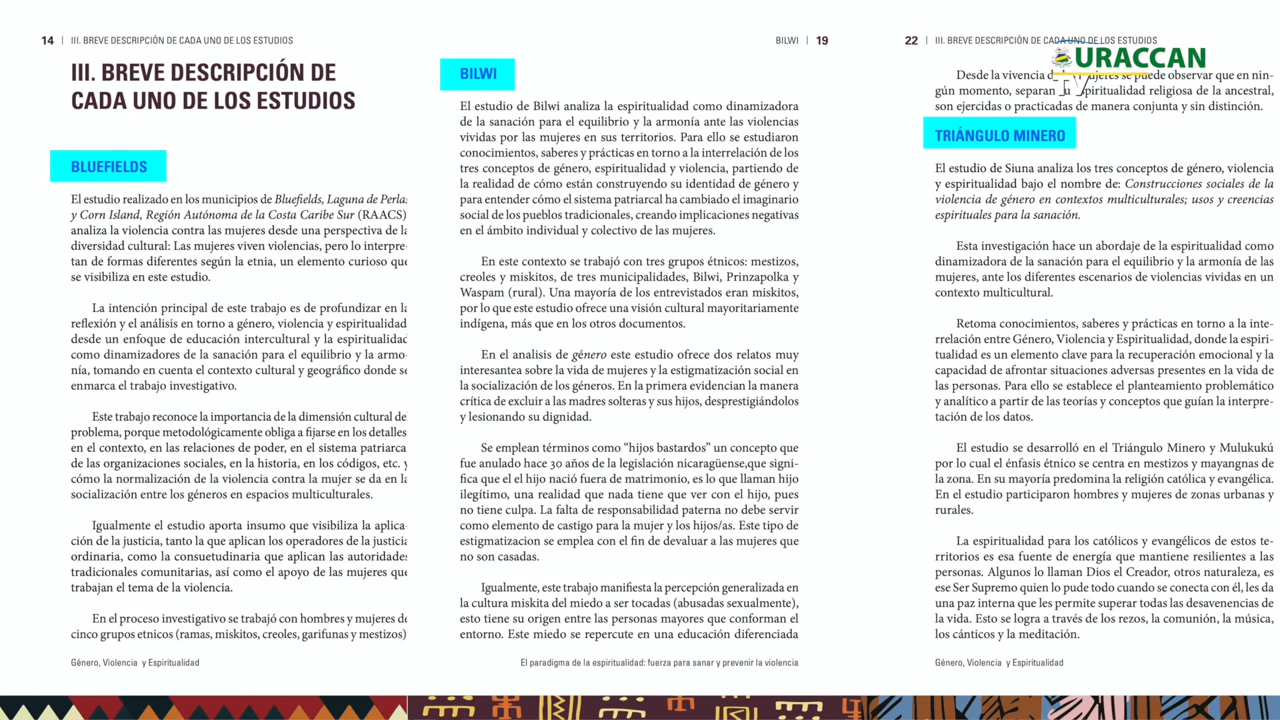 14 | III. BREVE DESCRIPCIÓN DE CADA UNO DE LOS ESTUDIOS
III. BREVE DESCRIPCIÓN DE
CADA UNO DE LOS ESTUDIOS
BLUEFIELDS
El estudio realizado en los municipios de Bluefields, Laguna de Perlas
y Corn Island, Región Autónoma de la Costa Caribe Sur (RAACS)
analiza la violencia contra las mujeres desde una perspectiva de la
diversidad cultural: Las mujeres viven violencias, pero lo interpre-
tan de formas diferentes según la etnia, un elemento curioso que
se visibiliza en este estudio.
La intención principal de este trabajo es de profundizar en la
reflexión y el análisis en torno a género, violencia y espiritualidad
desde un enfoque de educación intercultural y la espiritualidad
como dinamizadores de la sanación para el equilibrio y la armo-
nía, tomando en cuenta el contexto cultural y geográfico donde se
enmarca el trabajo investigativo.
Este trabajo reconoce la importancia de la dimensión cultural de
problema, porque metodológicamente obliga a fijarse en los detalles
en el contexto, en las relaciones de poder, en el sistema patriarca
de las organizaciones sociales, en la historia, en los códigos, etc. y
cómo la normalización de la violencia contra la mujer se da en la
socialización entre los géneros en espacios multiculturales.
Igualmente el estudio aporta insumo que visibiliza la aplica-
ción de la justicia, tanto la que aplican los operadores de la justicia
ordinaria, como la consuetudinaria que aplican las autoridades
tradicionales comunitarias, así como el apoyo de las mujeres que
trabajan el tema de la violencia.
En el proceso investigativo se trabajó con hombres y mujeres de
cinco grupos etnicos (ramas, miskitos, creoles, garifunas y mestizos)
Género, Violencia y Espiritualidad
BILWI | 19
BILWI
El estudio de Bilwi analiza la espiritualidad como dinamizadora
de la sanación para el equilibrio y la armonía ante las violencias
vividas por las mujeres en sus territorios. Para ello se estudiaron
conocimientos, saberes y prácticas en torno a la interrelación de los
tres conceptos de género, espiritualidad y violencia, partiendo de
la realidad de cómo están construyendo su identidad de género y
para entender cómo el sistema patriarcal ha cambiado el imaginario
social de los pueblos tradicionales, creando implicaciones negativas
en el ámbito individual y colectivo de las mujeres.
En este contexto se trabajó con tres grupos étnicos: mestizos,
creoles y miskitos, de tres municipalidades, Bilwi, Prinzapolka y
Waspam (rural). Una mayoría de los entrevistados eran miskitos,
por lo que este estudio ofrece una visión cultural mayoritariamente
indígena, más que en los otros documentos.
En el analisis de género este estudio ofrece dos relatos muy
interesantea sobre la vida de mujeres y la estigmatización social en
la socialización de los géneros. En la primera evidencian la manera
crítica de excluir a las madres solteras y sus hijos, desprestigiándolos
y lesionando su dignidad.
Se emplean términos como “hijos bastardos” un concepto que
fue anulado hace 30 años de la legislación nicaragüense,que signi-
fica que el el hijo nació fuera de matrimonio, es lo que llaman hijo
ilegítimo, una realidad que nada tiene que ver con el hijo, pues
no tiene culpa. La falta de responsabilidad paterna no debe servir
como elemento de castigo para la mujer y los hijos/as. Este tipo de
estigmatizacion se emplea con el fin de devaluar a las mujeres que
no son casadas.
Igualmente, este trabajo manifiesta la percepción generalizada en
la cultura miskita del miedo a ser tocadas (abusadas sexualmente),
esto tiene su origen entre las personas mayores que conforman el
entorno. Este miedo se repercute en una educación diferenciada
El paradigma de la espiritualidad: fuerza para sanar y prevenir la violencia
22 | III. BREVE DESCRIPCIÓN DE CADA UNO DE LOS ESTUDIOS
URACCAN
TV
Desde la vivencia mujeres se puede observar que en nin-
gún momento, separan su espiritualidad religiosa de la ancestral,
son ejercidas o practicadas de manera conjunta y sin distinción.
TRIÁNGULO MINERO
El estudio de Siuna analiza los tres conceptos de género, violencia
y espiritualidad bajo el nombre de: Construcciones sociales de la
violencia de género en contextos multiculturales; usos y creencias
espirituales para la sanación.
Esta investigación hace un abordaje de la espiritualidad como
dinamizadora de la sanación para el equilibrio y la armonía de las
mujeres, ante los diferentes escenarios de violencias vividas en un
contexto multicultural.
Retoma conocimientos, saberes y prácticas en torno a la inte-
rrelación entre Género, Violencia y Espiritualidad, donde la espiri-
tualidad es un elemento clave para la recuperación emocional y la
capacidad de afrontar situaciones adversas presentes en la vida de
las personas. Para ello se establece el planteamiento problemático
y analítico a partir de las teorías y conceptos que guían la interpre-
tación de los datos.
El estudio se desarrolló en el Triángulo Minero y Mulukukú
por lo cual el énfasis étnico se centra en mestizos y mayangnas de
la zona. En su mayoría predomina la religión católica y evangélica.
En el estudio participaron hombres y mujeres de zonas urbanas y
rurales.
La espiritualidad para los católicos y evangélicos de estos te-
rritorios es esa fuente de energía que mantiene resilientes a las
personas. Algunos lo llaman Dios el Creador, otros naturaleza, es
ese Ser Supremo quien lo pude todo cuando se conecta con él, les da
una paz interna que les permite superar todas las desavenencias de
la vida. Esto se logra a través de los rezos, la comunión, la música,
los cánticos y la meditación.
Género, Violencia y Espiritualidad